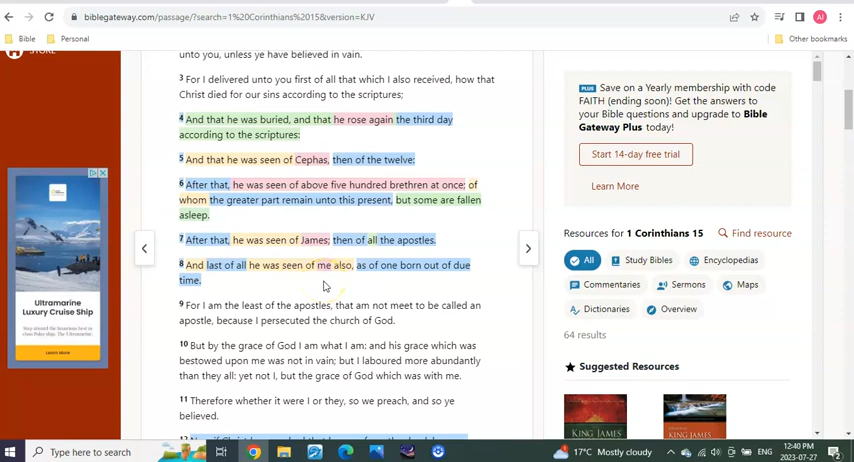 biblegateway.com/passage/?search=1%20Corinthians%2015&version=KJV
AI
Bible
Personal
Other bookmarks
STORE
unto you, unless ye have believed in vain.
3 For I delivered unto you first of all that which I also received, how that
Christ died for our sins according to the scriptures;
4 And that he was buried, and that he rose again the third day
according to the scriptures:
5 And that he was seen of Cephas, then of the twelve:
6 After that, he was seen of above five hundred brethren at once; of
whom the greater part remain unto this present, but some are fallen
asleep.
7 After that, he was seen of James; then of all the apostles.
8 And last of all he was seen of me also, as of one born out of due
time.
9 For I am the least of the apostles, that am not meet to be called an
apostle, because I persecuted the church of God.
10 But by the grace of God I am what I am: and his grace which was
bestowed upon me was not in vain; but I laboured more abundantly
than they all: yet not I, but the grace of God which was with me.
11 Therefore whether it were I or they, so we preach, and so ye
believed.
Ultramarine
Luxury Cruise Ship
Learn more
PLUS Save on a Yearly membership with code
FAITH (ending soon)! Get the answers to
your Bible questions and upgrade to Bible
Gateway Plus today!
Start 14-day free trial
Learn More
Resources for 1 Corinthians 15
Find resource
All
Study Bibles
Encyclopedias
Commentaries
Sermons
Maps
Dictionaries
Overview
64 results
Suggested Resources
KING JAMES
KING JAMES
Type here to search
17°C Mostly cloudy
ENG
12:40 PM
2023-07-27
2